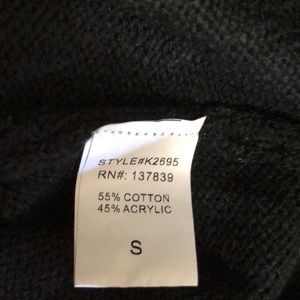 STYLE#K2695
RN#: 137839
55% COTTON
45% ACRYLIC
S